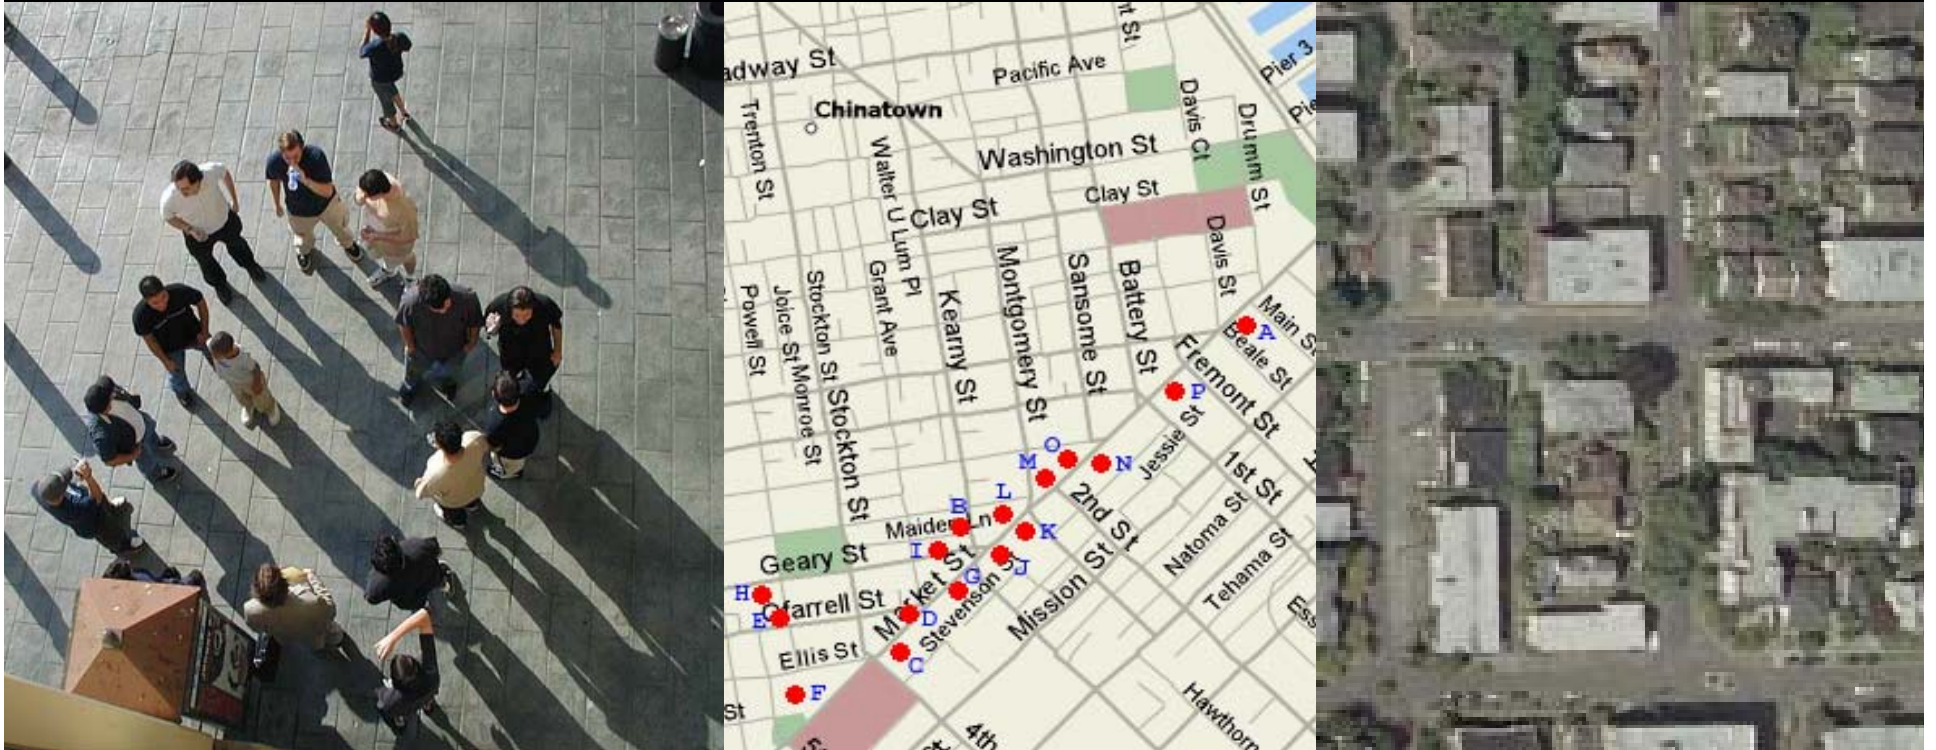 adway St
Pacific Ave
Pier 3
Trenton St
Chinatown
Davis Ct
Drumm St
Walter U Lum Pl
Washington St
Clay St
Clay St
Davis St
Powell St
Joice St
Monroe St
Stockton St
Stockton St
Grant Ave
Kearny St
Montgomery St
Sansome St
Battery St
Main St
Beale St
A
Fremont St
P
Jessie St
1st St
O
M
N
2nd St
Natoma St
Tehama St
L
B
Maiden Ln
K
I
J
Geary St
Market St
G
Stevenson St
Mission St
H
Ofarrell St
E
D
Ellis St
C
F
St
4th
Hawthorn